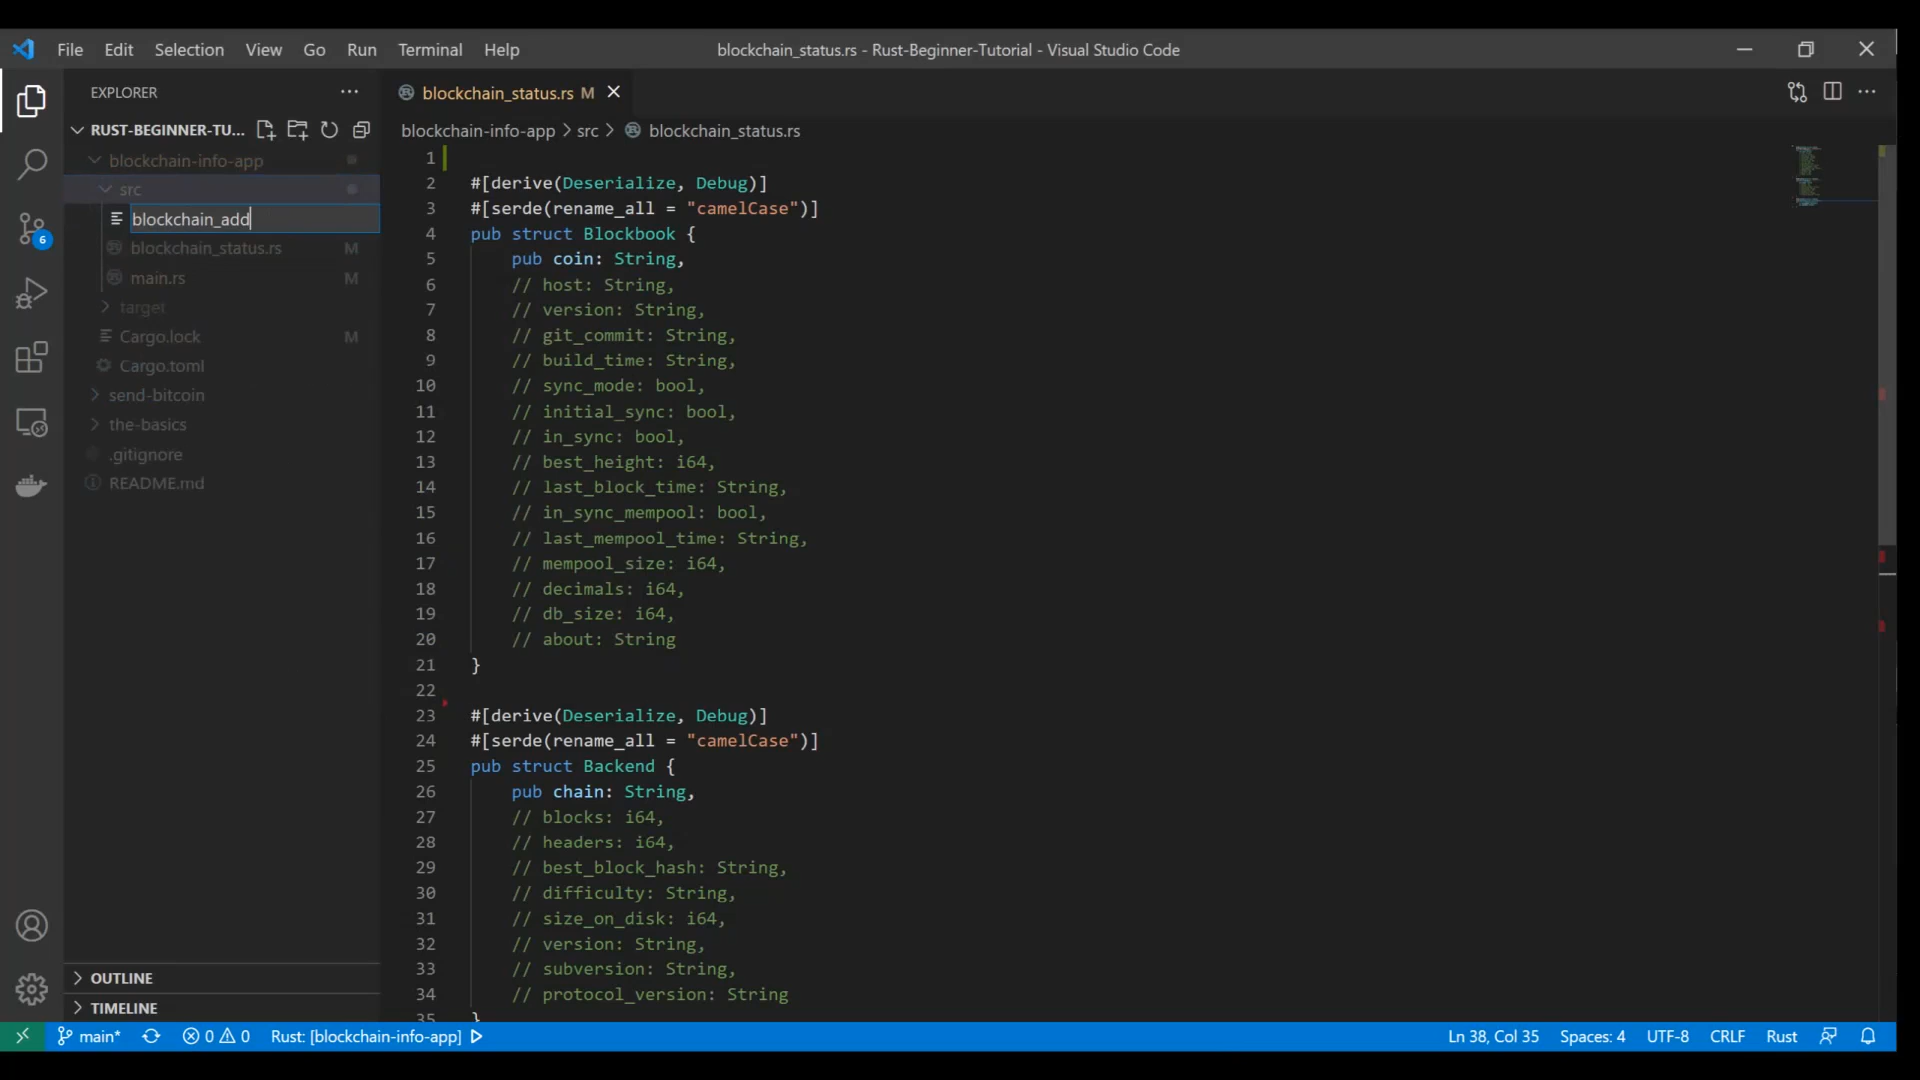 File Edit Selection View Go Run Terminal Help
blockchain_status.rs - Rust-Beginner-Tutorial - Visual Studio Code
EXPLORER
RUST-BEGINNER-TU...
blockchain-info-app
src
blockchain_add
blockchain_status.rs M
main.rs M
target
Cargo.lock M
Cargo.toml
send-bitcoin
the-basics
.gitignore
README.md
OUTLINE
TIMELINE
6
blockchain_status.rs M
blockchain-info-app > src > blockchain_status.rs
1
2 #[derive(Deserialize, Debug)]
3 #[serde(rename_all = "camelCase")]
4 pub struct Blockbook {
5 pub coin: String,
6 // host: String,
7 // version: String,
8 // git_commit: String,
9 // build_time: String,
10 // sync_mode: bool,
11 // initial_sync: bool,
12 // in_sync: bool,
13 // best_height: i64,
14 // last_block_time: String,
15 // in_sync_mempool: bool,
16 // last_mempool_time: String,
17 // mempool_size: i64,
18 // decimals: i64,
19 // db_size: i64,
20 // about: String
21 }
22
23 #[derive(Deserialize, Debug)]
24 #[serde(rename_all = "camelCase")]
25 pub struct Backend {
26 pub chain: String,
27 // blocks: i64,
28 // headers: i64,
29 // best_block_hash: String,
30 // difficulty: String,
31 // size_on_disk: i64,
32 // version: String,
33 // subversion: String,
34 // protocol_version: String
35 }
main* 0 0 Rust: [blockchain-info-app] Ln 38, Col 35 Spaces: 4 UTF-8 CRLF Rust